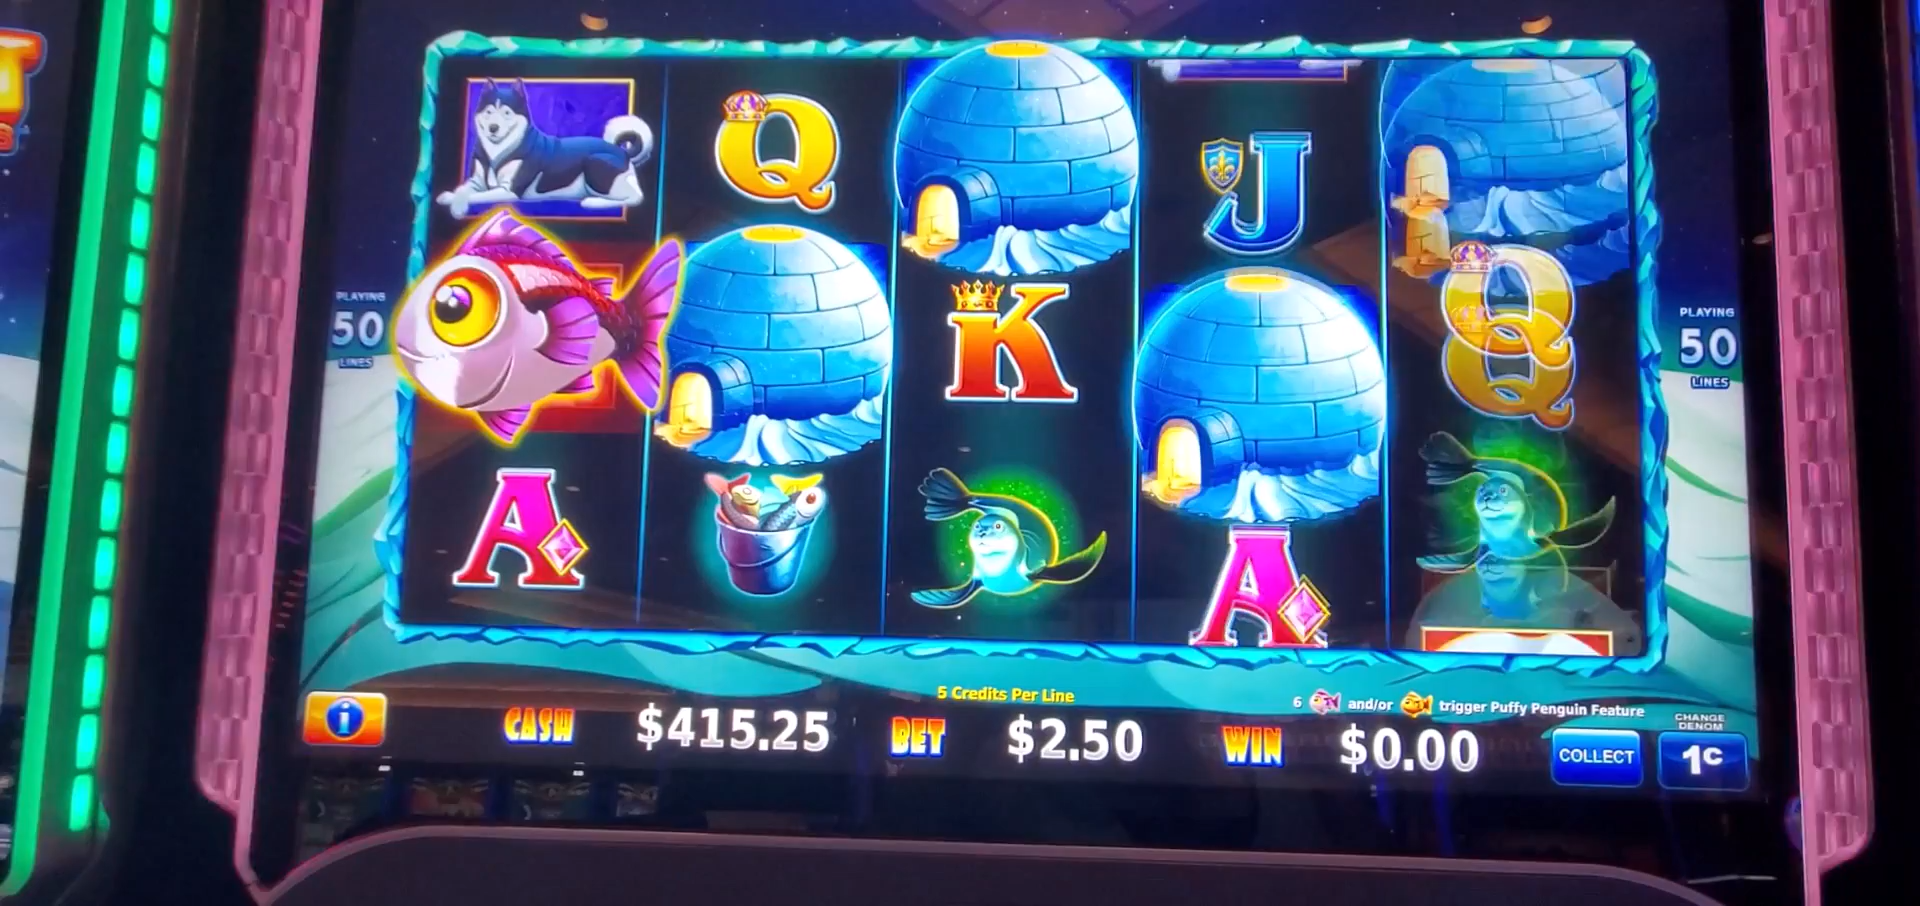 Q
J
PLAYING
50
LINES
K
Q
Q
PLAYING
50
LINES
A
A
5 Credits Per Line
6 and/or trigger Puffy Penguin Feature
CASH $415.25 BET $2.50 WIN $0.00
COLLECT
CHANGE
DENOM
1¢